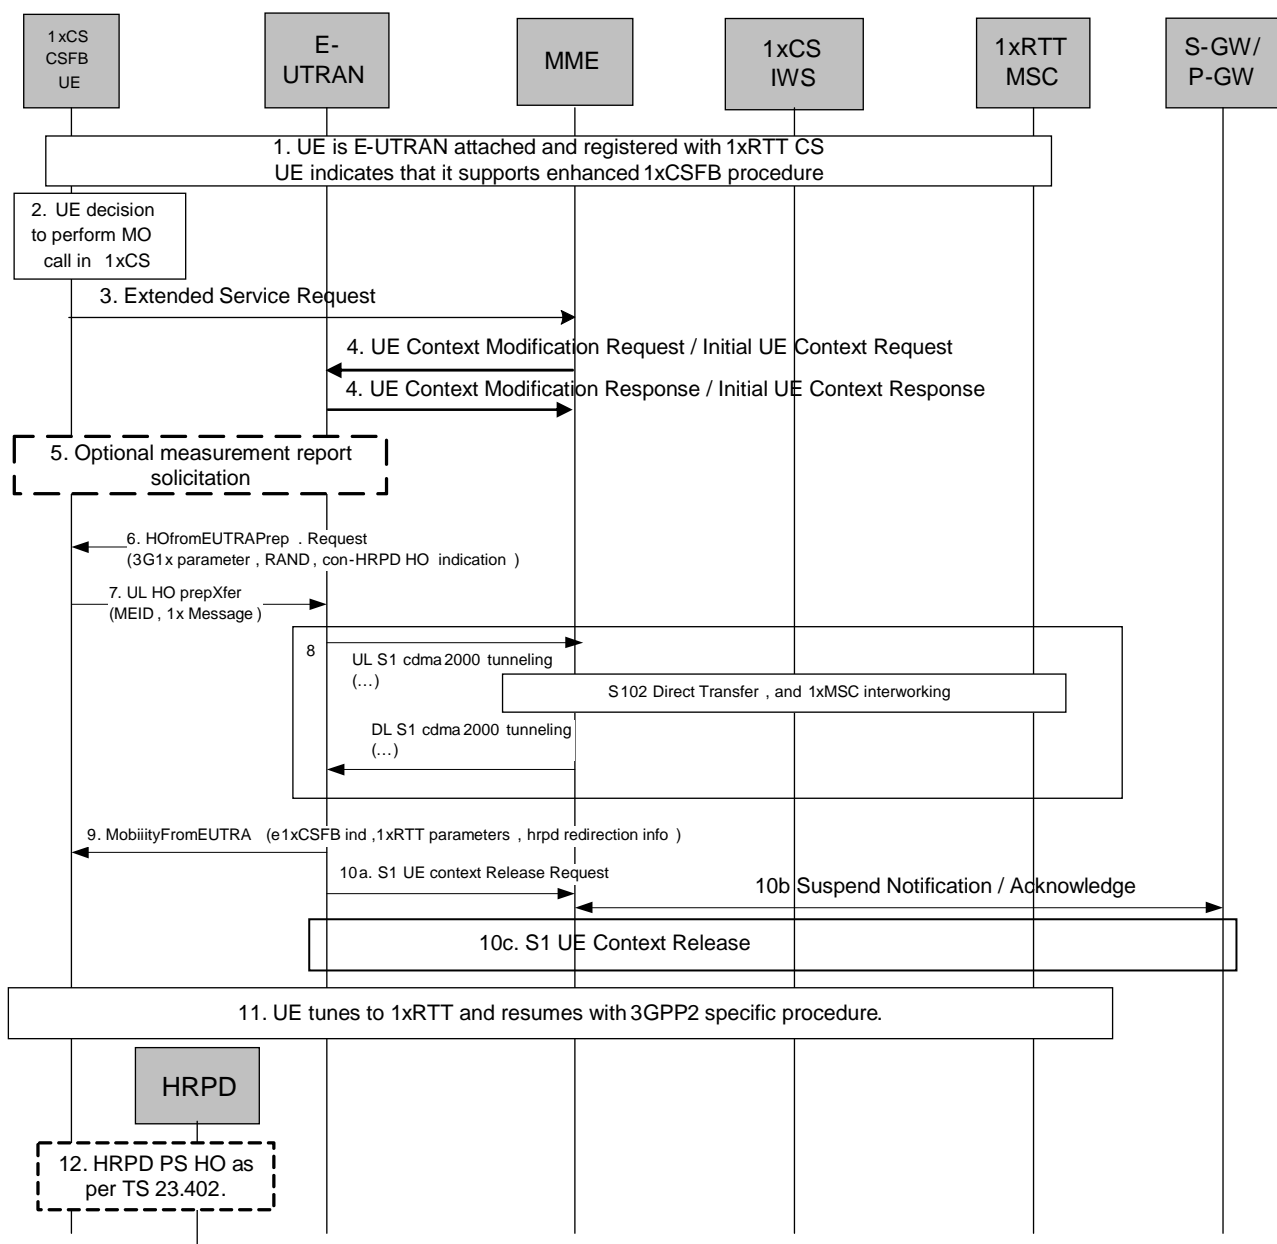 1xCS
CSFB
UE
E-
UTRAN
MME
1xCS
IWS
1xRTT
MSC
S-GW/
P-GW
1. UE is E-UTRAN attached and registered with 1xRTT CS
UE indicates that it supports enhanced 1xCSFB procedure
2. UE decision
to perform MO
call in 1xCS
3. Extended Service Request
4. UE Context Modification Request / Initial UE Context Request
4. UE Context Modification Response / Initial UE Context Response
5. Optional measurement report
solicitation
6. HOfromEUTRAPrep . Request
(3G1x parameter , RAND , con-HRPD HO indication )
7. UL HO prepXfer
(MEID , 1x Message )
8
UL S1 cdma 2000 tunneling
(...)
S102 Direct Transfer , and 1xMSC interworking
DL S1 cdma 2000 tunneling
(...)
9. MobiiityFromEUTRA (e1xCSFB ind ,1xRTT parameters , hrpd redirection info )
10a. S1 UE context Release Request
10b Suspend Notification / Acknowledge
10c. S1 UE Context Release
11. UE tunes to 1xRTT and resumes with 3GPP2 specific procedure.
HRPD
12. HRPD PS HO as
per TS 23.402.